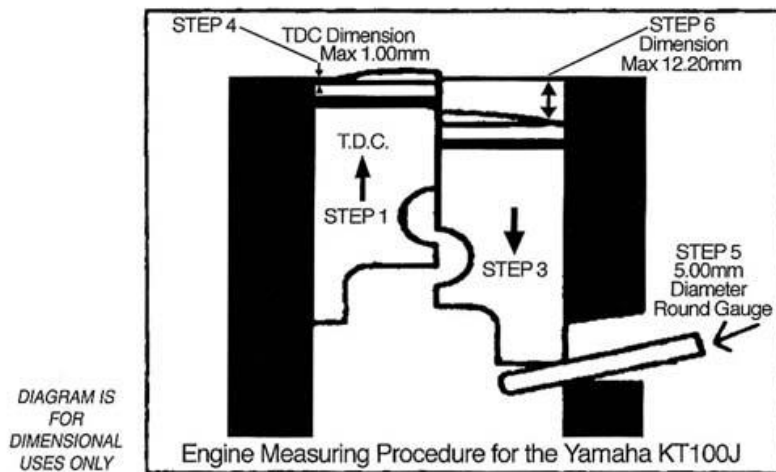 STEP 4
TDC Dimension
Max 1.00mm
STEP 6
Dimension
Max 12.20mm
T.D.C.
STEP 1
STEP 3
STEP 5
5.00mm
Diameter
Round Gauge
DIAGRAM IS
FOR
DIMENSIONAL
USES ONLY
Engine Measuring Procedure for the Yamaha KT100J